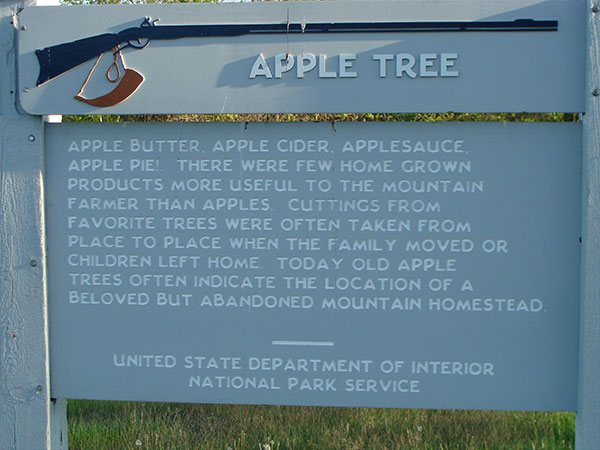 APPLE TREE
APPLE BUTTER, APPLE CIDER, APPLESAUCE,
APPLE PIE! THERE WERE FEW HOME GROWN
PRODUCTS MORE USEFUL TO THE MOUNTAIN
FARMER THAN APPLES. CUTTINGS FROM
FAVORITE TREES WERE OFTEN TAKEN FROM
PLACE TO PLACE WHEN THE FAMILY MOVED OR
CHILDREN LEFT HOME. TODAY OLD APPLE
TREES OFTEN INDICATE THE LOCATION OF A
BELOVED BUT ABANDONED MOUNTAIN HOMESTEAD.
UNITED STATE DEPARTMENT OF INTERIOR
NATIONAL PARK SERVICE